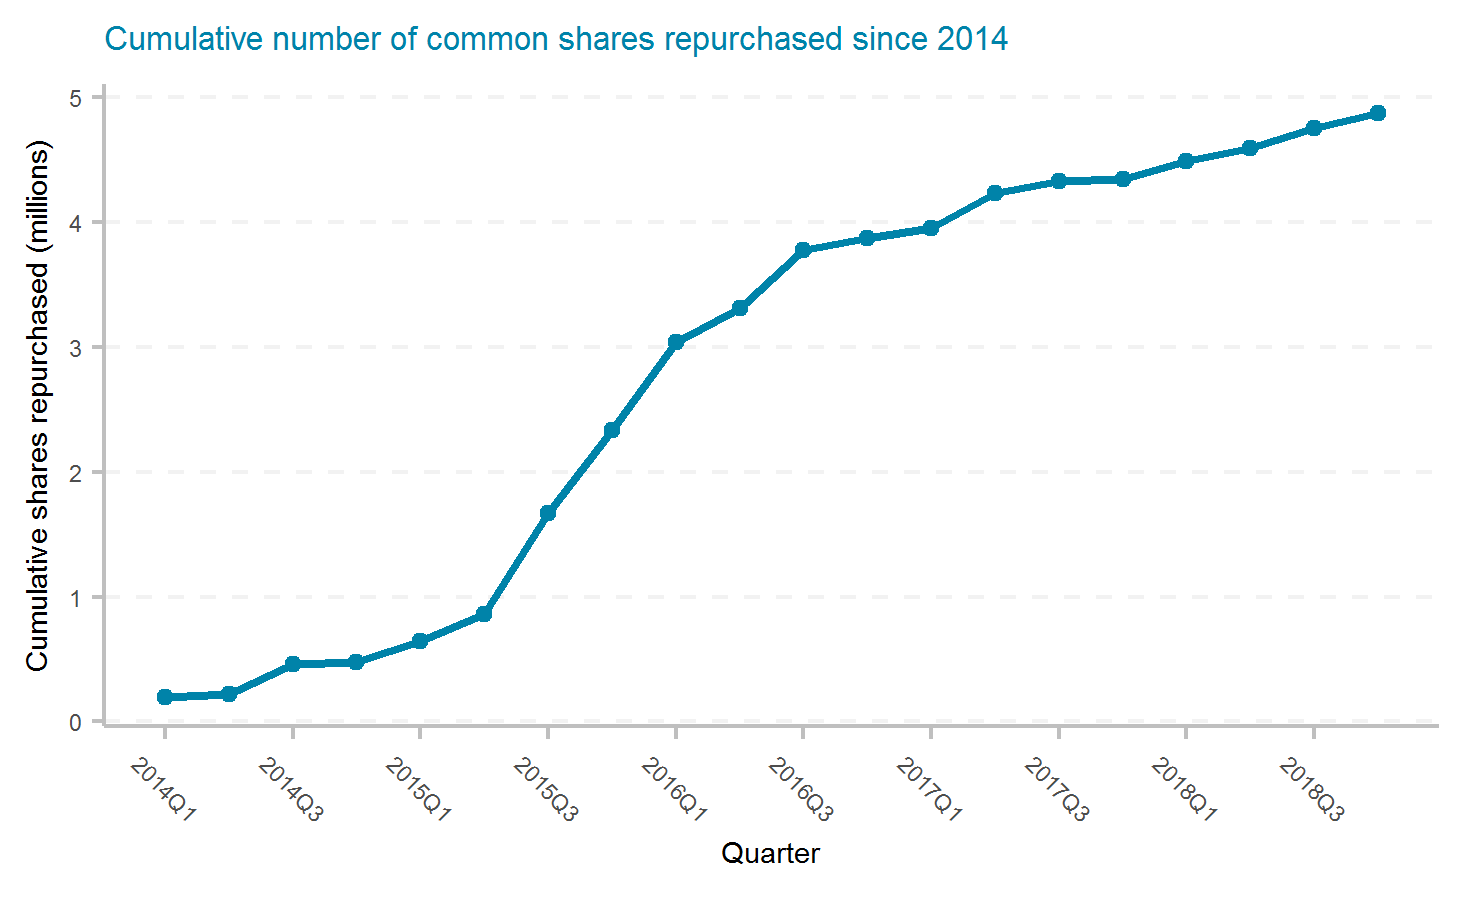 Cumulative number of common shares repurchased since 2014
Cumulative shares repurchased (millions)
5
4
3
2
1
0
2014Q1
2014Q3
2015Q1
2015Q3
2016Q1
2016Q3
2017Q1
2017Q3
2018Q1
2018Q3
Quarter